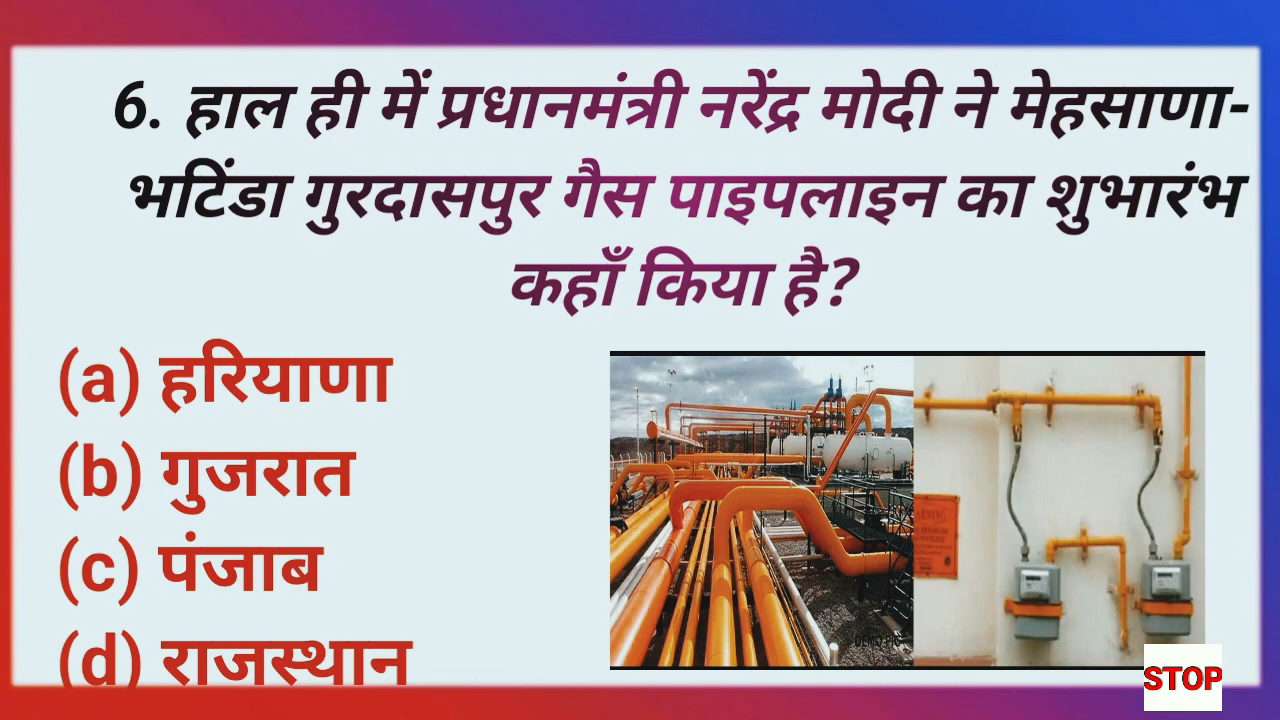 6. हाल ही में प्रधानमंत्री नरेंद्र मोदी ने मेहसाणा-
भटिंडा गुरदासपुर गैस पाइपलाइन का शुभारंभ
कहाँ किया है?
(a) हरियाणा
(b) गुजरात
(c) पंजाब
(d) राजस्थान
STOP